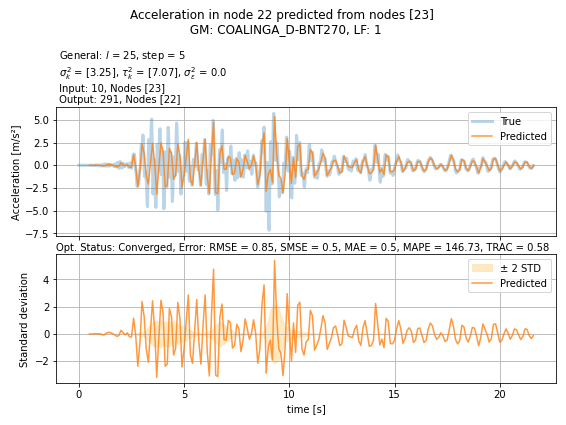 Acceleration in node 22 predicted from nodes [23]
GM: COALINGA_D-BNT270, LF: 1
General: l = 25, step = 5
σ²ₖ = [3.25], τ²ₖ = [7.07], σ²ε = 0.0
Input: 10, Nodes [23]
Output: 291, Nodes [22]
Acceleration [m/s²]
5.0
2.5
0.0
−2.5
−5.0
−7.5
True
Predicted
Opt. Status: Converged, Error: RMSE = 0.85, SMSE = 0.5, MAE = 0.5, MAPE = 146.73, TRAC = 0.58
Standard deviation
4
2
0
−2
± 2 STD
Predicted
0
5
10
15
20
time [s]